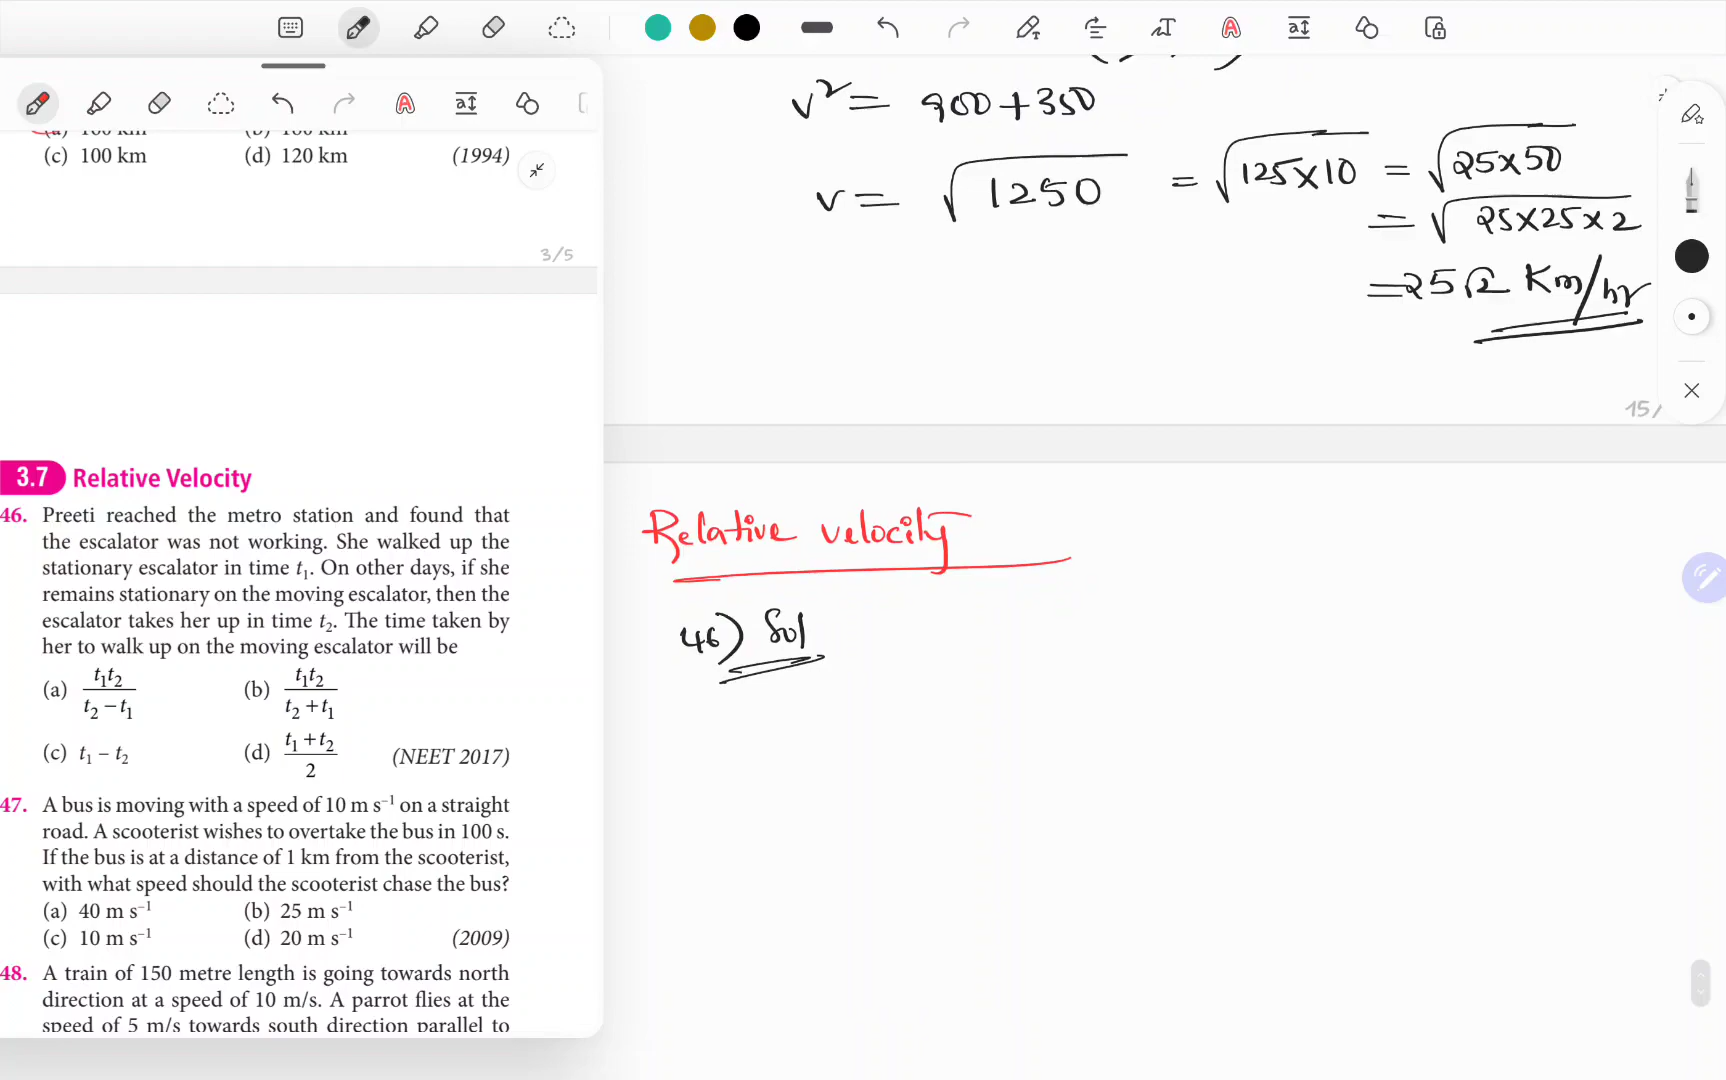 (c) 100 km (b) 160 km
(c) 100 km (d) 120 km (1994)
3/5
3.7 Relative Velocity
46. Preeti reached the metro station and found that
the escalator was not working. She walked up the
stationary escalator in time t₁. On other days, if she
remains stationary on the moving escalator, then the
escalator takes her up in time t₂. The time taken by
her to walk up on the moving escalator will be
(a) t₁t₂ / t₂ − t₁ (b) t₁t₂ / t₂ + t₁
(c) t₁ – t₂ (d) t₁ + t₂ / 2 (NEET 2017)
47. A bus is moving with a speed of 10 m s⁻¹ on a straight
road. A scooterist wishes to overtake the bus in 100 s.
If the bus is at a distance of 1 km from the scooterist,
with what speed should the scooterist chase the bus?
(a) 40 m s⁻¹ (b) 25 m s⁻¹
(c) 10 m s⁻¹ (d) 20 m s⁻¹ (2009)
48. A train of 150 metre length is going towards north
direction at a speed of 10 m/s. A parrot flies at the
speed of 5 m/s towards south direction parallel to
v² = 900 + 350
v = √1250 = √125×10 = √25×50
= √25×25×2
= 25√2 Km/hr
15/
Relative velocity
46) Sol